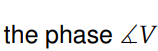 the phase ∡V